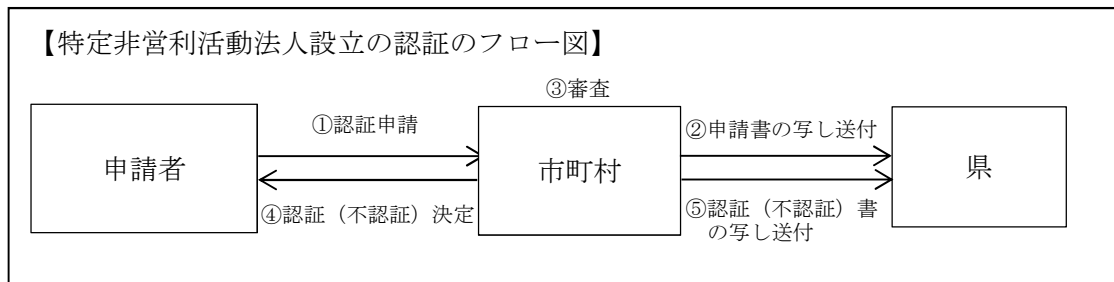 【特定非営利活動法人設立の認証のフロー図】
③審査
①認証申請
②申請書の写し送付
申請者
市町村
県
④認証（不認証）決定
⑤認証（不認証）書
の写し送付